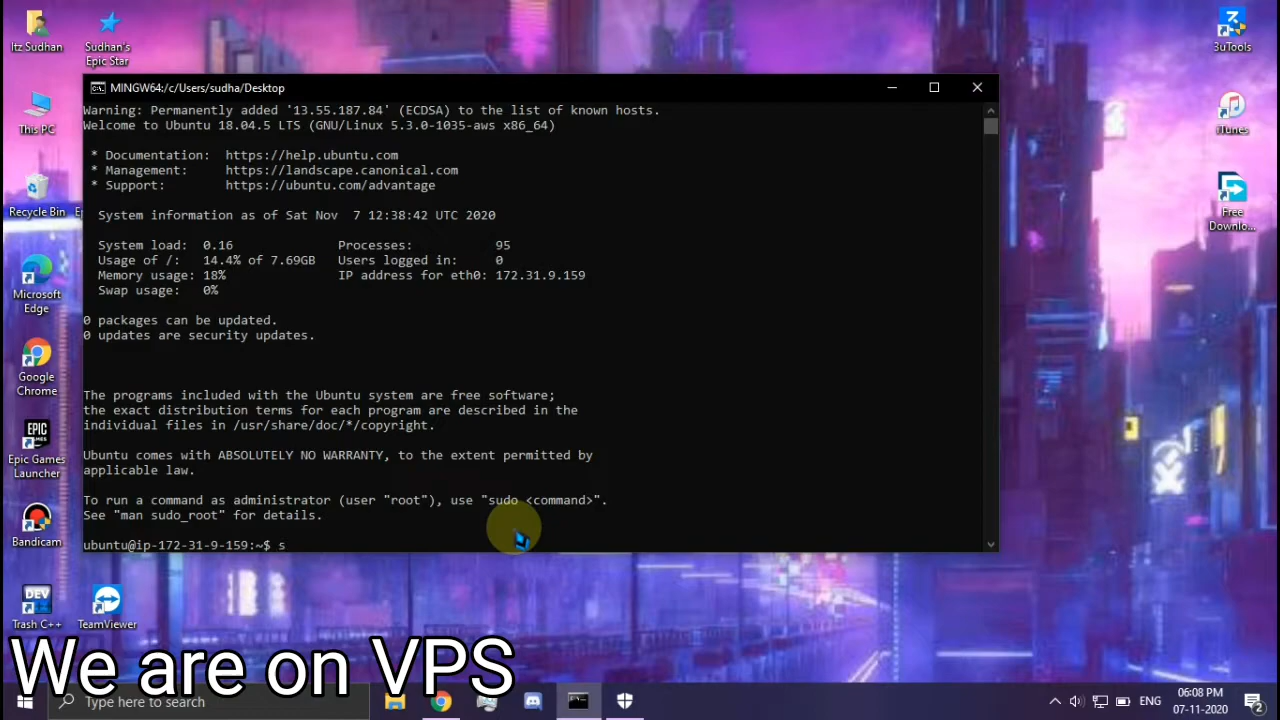 Itz Sudhan
Sudhan's
Epic Star
3uTools
MINGW64:/c/Users/sudha/Desktop
Warning: Permanently added '13.55.187.84' (ECDSA) to the list of known hosts.
Welcome to Ubuntu 18.04.5 LTS (GNU/Linux 5.3.0-1035-aws x86_64)
* Documentation: https://help.ubuntu.com
* Management: https://landscape.canonical.com
* Support: https://ubuntu.com/advantage
System information as of Sat Nov 7 12:38:42 UTC 2020
System load: 0.16 Processes: 95
Usage of /: 14.4% of 7.69GB Users logged in: 0
Memory usage: 18% IP address for eth0: 172.31.9.159
Swap usage: 0%
0 packages can be updated.
0 updates are security updates.
The programs included with the Ubuntu system are free software;
the exact distribution terms for each program are described in the
individual files in /usr/share/doc/*/copyright.
Ubuntu comes with ABSOLUTELY NO WARRANTY, to the extent permitted by
applicable law.
To run a command as administrator (user "root"), use "sudo <command>".
See "man sudo_root" for details.
ubuntu@ip-172-31-9-159:~$ s
This PC
Recycle Bin
Microsoft
Edge
Google
Chrome
EPIC
GAMES
Epic Games
Launcher
Bandicam
DEV
Trash C++
TeamViewer
iTunes
Free
Downlo...
We are on VPS
Type here to search
ENG
06:08 PM
07-11-2020
2